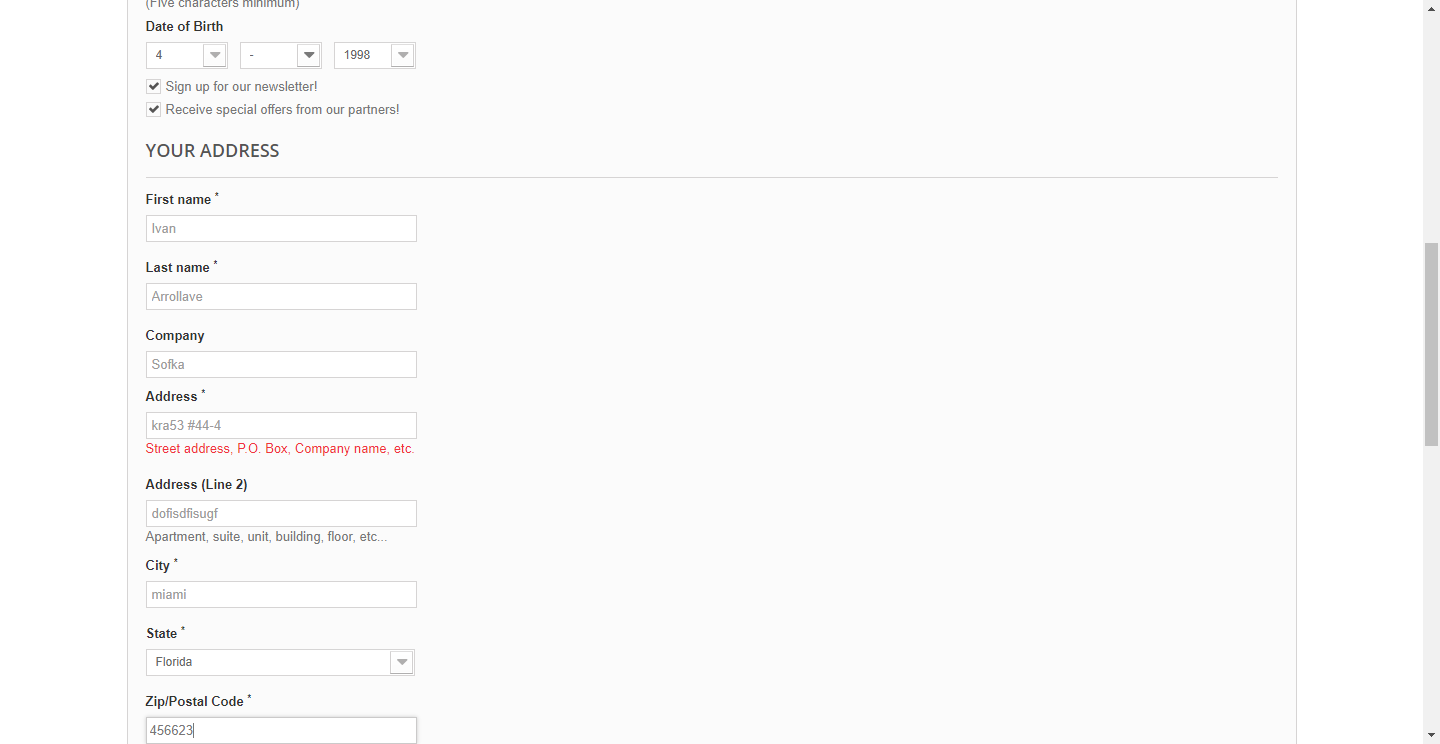 (Five characters minimum)
Date of Birth
4 - 1998
Sign up for our newsletter!
Receive special offers from our partners!
YOUR ADDRESS
First name *
Ivan
Last name *
Arrollave
Company
Sofka
Address *
kra53 #44-4
Street address, P.O. Box, Company name, etc.
Address (Line 2)
dofisdfisugf
Apartment, suite, unit, building, floor, etc...
City *
miami
State *
Florida
Zip/Postal Code *
456623